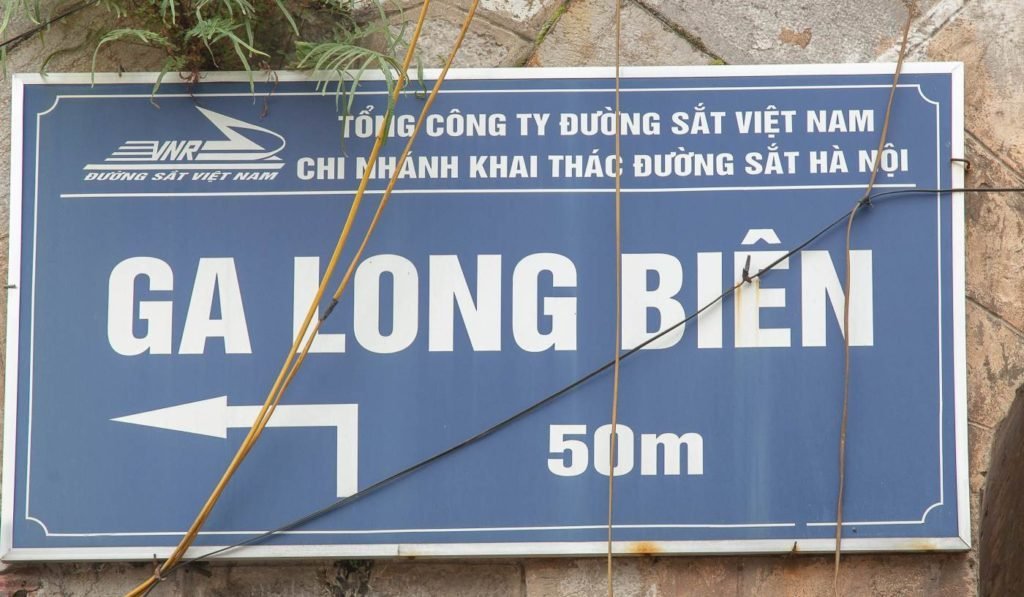 TỔNG CÔNG TY ĐƯỜNG SẮT VIỆT NAM
CHI NHÁNH KHAI THÁC ĐƯỜNG SẮT HÀ NỘI
VNR
ĐƯỜNG SẮT VIỆT NAM
GA LONG BIÊN
50m